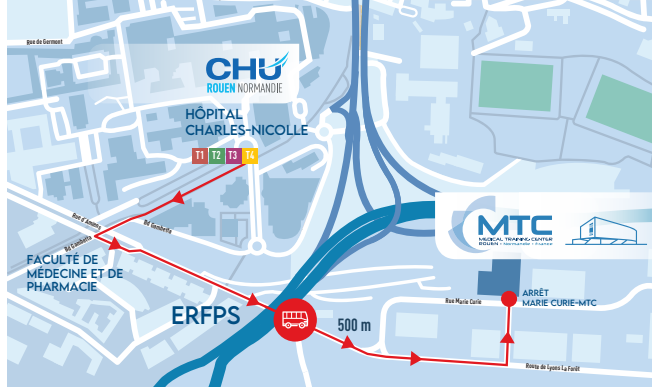 Rue de Germont
CHU
ROUEN NORMANDIE
HÔPITAL
CHARLES-NICOLLE
T1 T2 T3 T4
Rue d'Amiens
Bd Gambetta
Bd Gambetta
FACULTÉ DE
MÉDECINE ET DE
PHARMACIE
MTC
MEDICAL TRAINING CENTER
ROUEN • Normandie • France
ARRÊT
MARIE CURIE-MTC
Rue Marie Curie
ERFPS
500 m
Route de Lyons La Forêt